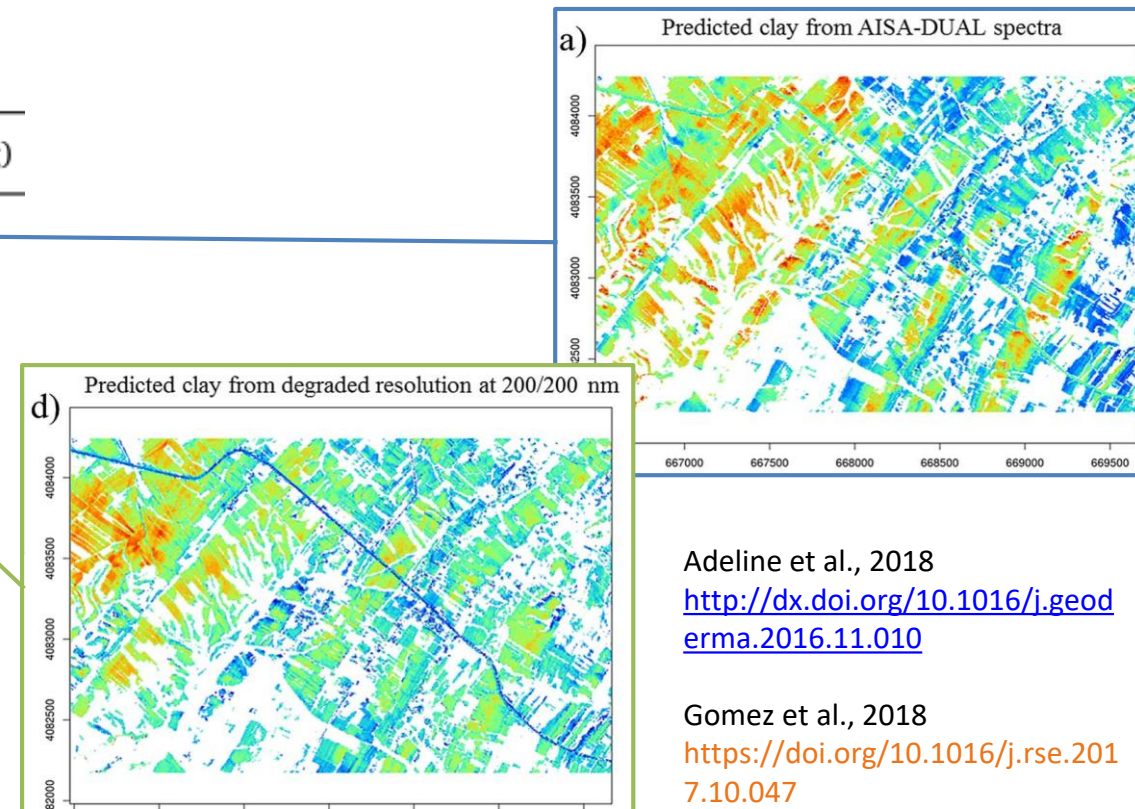 )
a)
Predicted clay from AISA-DUAL spectra
4084000
4083500
4083000
2500
667000 667500 668000 668500 669000 669500
d)
Predicted clay from degraded resolution at 200/200 nm
4084000
4083500
4083000
4082500
82000
Adeline et al., 2018
http://dx.doi.org/10.1016/j.geod
erma.2016.11.010
Gomez et al., 2018
https://doi.org/10.1016/j.rse.201
7.10.047